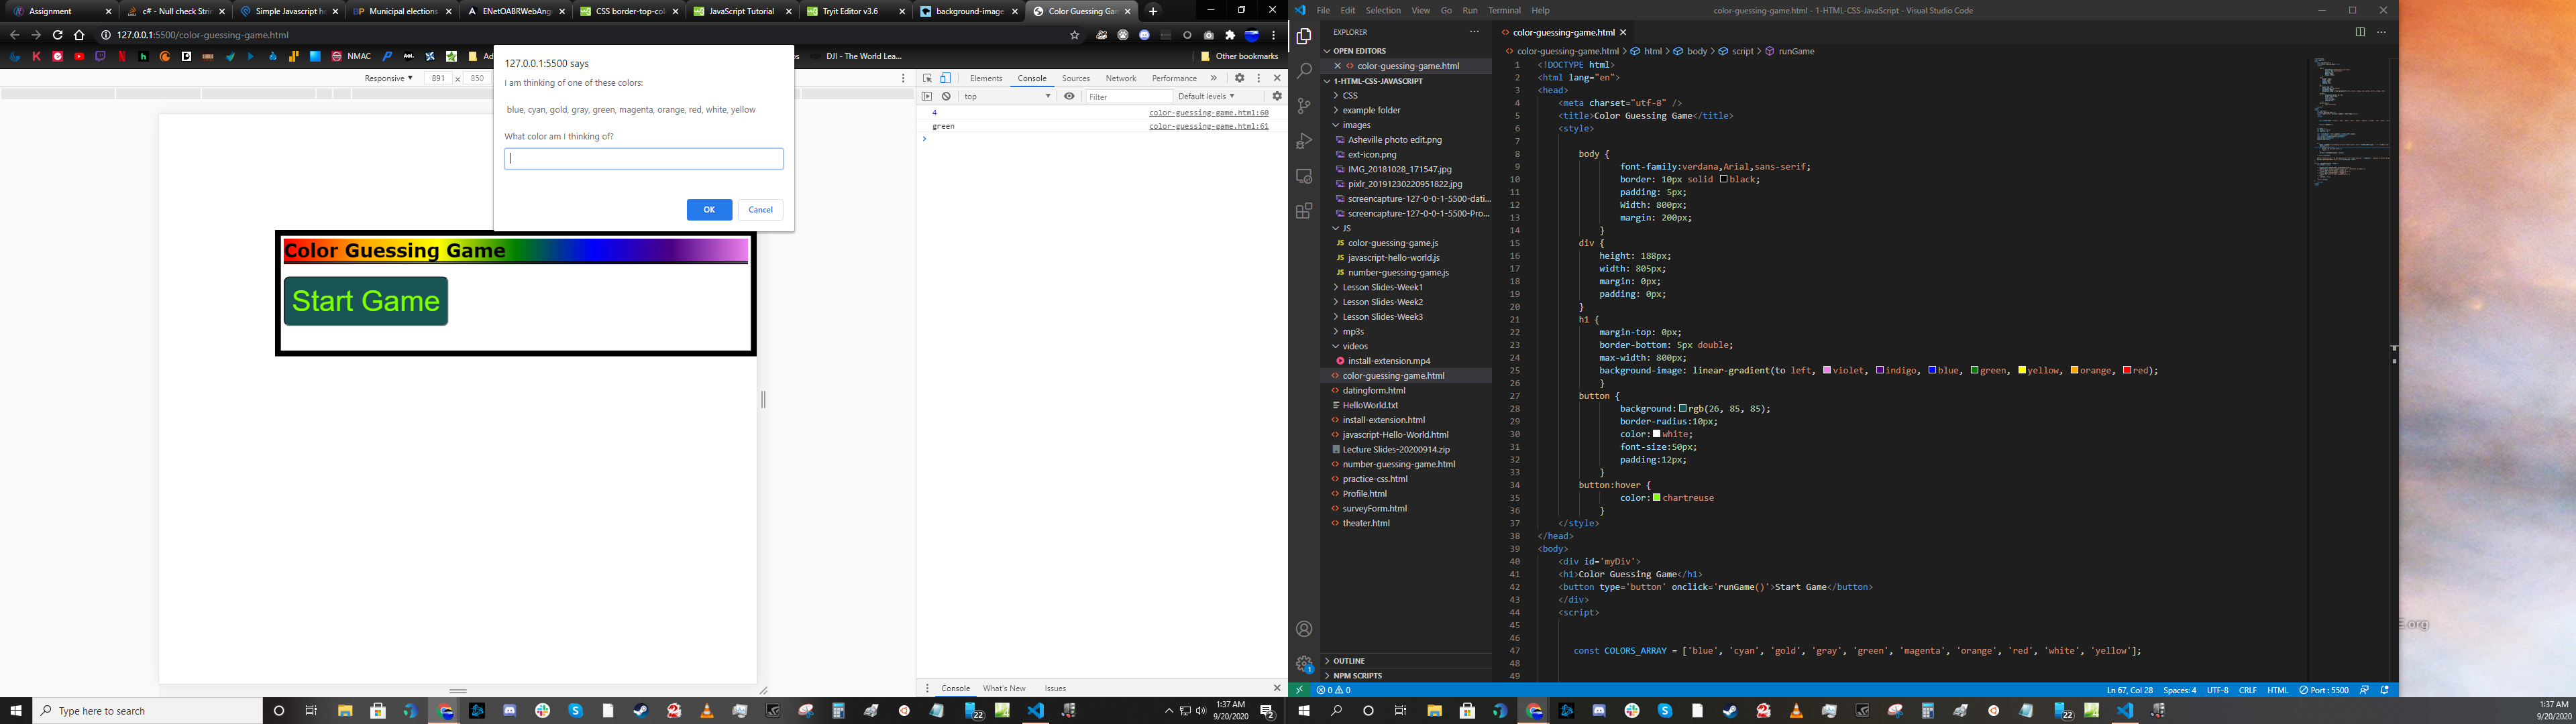 Assignment
c# - Null check Strin
Simple Javascript he
Municipal elections
ENetOABRWebAng
CSS border-top-col
JavaScript Tutorial
Tryit Editor v3.6
background-image
Color Guessing Gam
127.0.0.1:5500/color-guessing-game.html
NMAC
DJI - The World Lea...
Other bookmarks
Responsive
891 × 850
127.0.0.1:5500 says
I am thinking of one of these colors:
blue, cyan, gold, gray, green, magenta, orange, red, white, yellow
What color am I thinking of?
OK
Cancel
Color Guessing Game
Start Game
Elements
Console
Sources
Network
Performance
top
Filter
Default levels
4 color-guessing-game.html:60
green color-guessing-game.html:61
Console
What's New
Issues
File Edit Selection View Go Run Terminal Help
color-guessing-game.html - 1-HTML-CSS-JavaScript - Visual Studio Code
EXPLORER
OPEN EDITORS
color-guessing-game.html
1-HTML-CSS-JAVASCRIPT
CSS
example folder
images
Asheville photo edit.png
ext-icon.png
IMG_20181028_171547.jpg
pixlr_20191230220951822.jpg
screencapture-127-0-0-1-5500-dati...
screencapture-127-0-0-1-5500-Pro...
JS
color-guessing-game.js
javascript-hello-world.js
number-guessing-game.js
Lesson Slides-Week1
Lesson Slides-Week2
Lesson Slides-Week3
mp3s
videos
install-extension.mp4
color-guessing-game.html
datingform.html
HelloWorld.txt
install-extension.html
javascript-Hello-World.html
Lecture Slides-20200914.zip
number-guessing-game.html
practice-css.html
Profile.html
surveyForm.html
theater.html
OUTLINE
NPM SCRIPTS
color-guessing-game.html
color-guessing-game.html > html > body > script > runGame
1 <!DOCTYPE html>
2 <html lang="en">
3 <head>
4 <meta charset="utf-8" />
5 <title>Color Guessing Game</title>
6 <style>
7
8 body {
9 font-family:verdana,Arial,sans-serif;
10 border: 10px solid black;
11 padding: 5px;
12 Width: 800px;
13 margin: 200px;
14 }
15 div {
16 height: 188px;
17 width: 805px;
18 margin: 0px;
19 padding: 0px;
20 }
21 h1 {
22 margin-top: 0px;
23 border-bottom: 5px double;
24 max-width: 800px;
25 background-image: linear-gradient(to left, violet, indigo, blue, green, yellow, orange, red);
26 }
27 button {
28 background: rgb(26, 85, 85);
29 border-radius:10px;
30 color: white;
31 font-size:50px;
32 padding:12px;
33 }
34 button:hover {
35 color: chartreuse
36 }
37 </style>
38 </head>
39 <body>
40 <div id='myDiv'>
41 <h1>Color Guessing Game</h1>
42 <button type='button' onclick='runGame()'>Start Game</button>
43 </div>
44 <script>
45
46
47 const COLORS_ARRAY = ['blue', 'cyan', 'gold', 'gray', 'green', 'magenta', 'orange', 'red', 'white', 'yellow'];
48
49
0 0
Ln 67, Col 28 Spaces: 4 UTF-8 CRLF HTML Port : 5500
.org
Type here to search
22
1:37 AM
9/20/2020
2
22
1:37 AM
9/20/2020